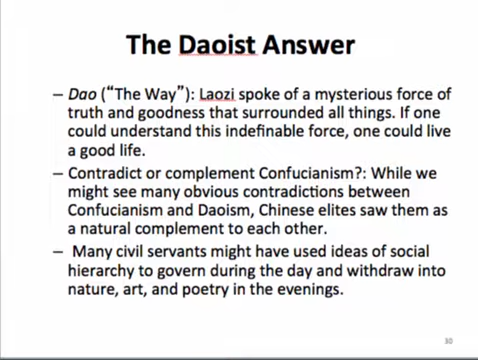 The Daoist Answer
– Dao (“The Way”): Laozi spoke of a mysterious force of
truth and goodness that surrounded all things. If one
could understand this indefinable force, one could live
a good life.
– Contradict or complement Confucianism?: While we
might see many obvious contradictions between
Confucianism and Daoism, Chinese elites saw them as
a natural complement to each other.
– Many civil servants might have used ideas of social
hierarchy to govern during the day and withdraw into
nature, art, and poetry in the evenings.
30